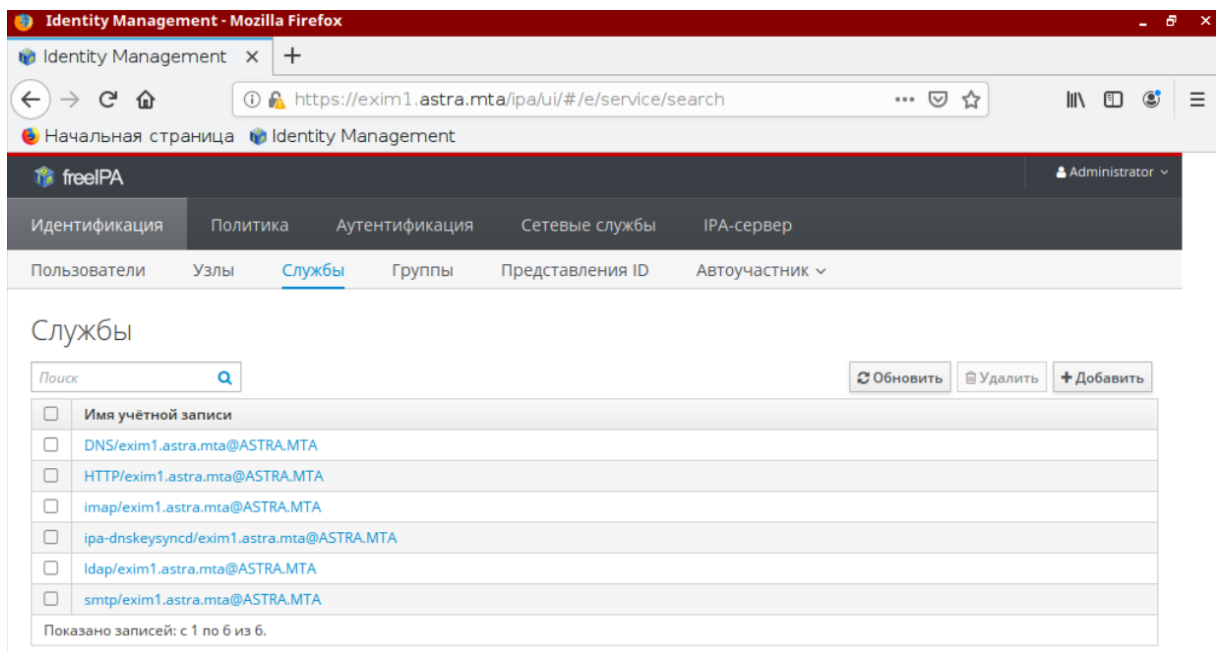 Identity Management - Mozilla Firefox
Identity Management
https://exim1.astra.mta/ipa/ui/#/e/service/search
Начальная страница Identity Management
freeIPA Administrator
Идентификация Политика Аутентификация Сетевые службы IPA-сервер
Пользователи Узлы Службы Группы Представления ID Автоучастник
Службы
Поиск Обновить Удалить Добавить
Имя учётной записи
DNS/exim1.astra.mta@ASTRA.MTA
HTTP/exim1.astra.mta@ASTRA.MTA
imap/exim1.astra.mta@ASTRA.MTA
ipa-dnskeysyncd/exim1.astra.mta@ASTRA.MTA
ldap/exim1.astra.mta@ASTRA.MTA
smtp/exim1.astra.mta@ASTRA.MTA
Показано записей: с 1 по 6 из 6.